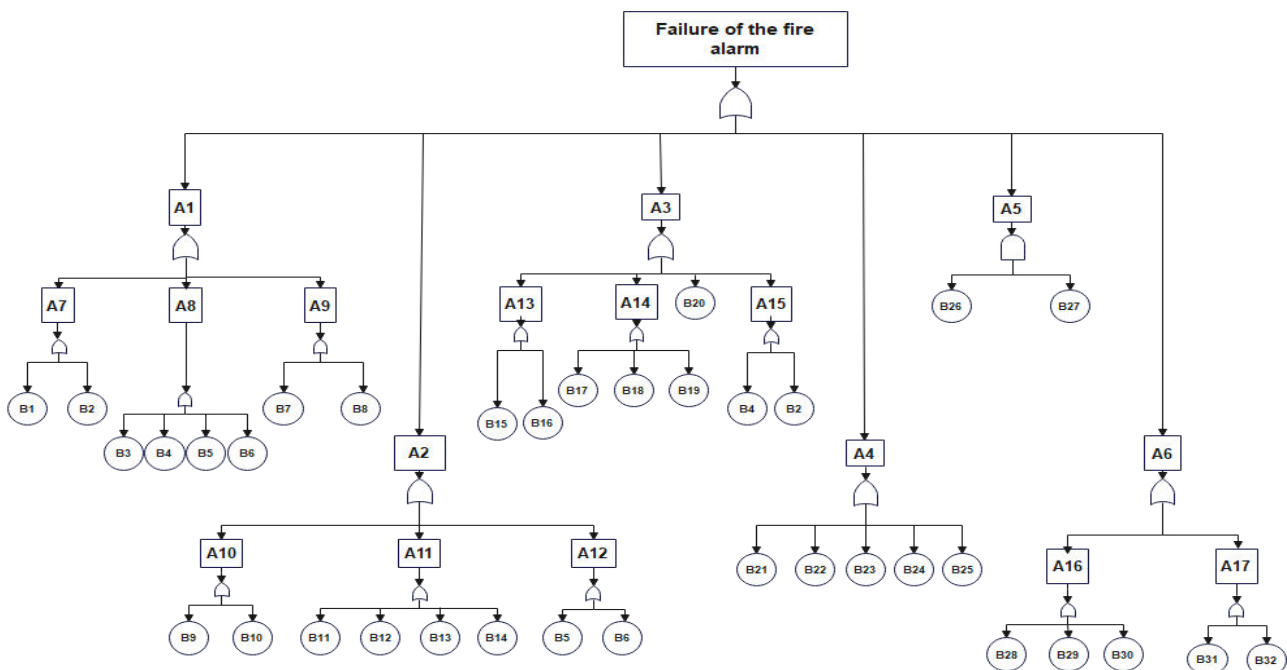 Failure of the fire
alarm
A1
A3
A5
A7
A8
A9
A13
A14
B20
A15
B26
B27
B1
B2
B7
B8
B17
B18
B19
B4
B2
B15
B16
B3
B4
B5
B6
A2
A4
A6
A10
A11
A12
A16
A17
B21
B22
B23
B24
B25
B9
B10
B11
B12
B13
B14
B5
B6
B28
B29
B30
B31
B32